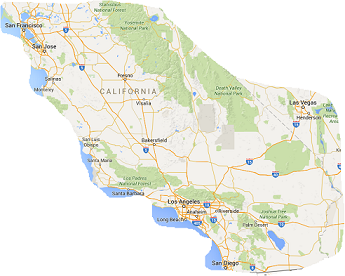 Stanislaus
National Forest
San Francisco
Yosemite
National Park
San Jose
Salinas
Monterey
Fresno
CALIFORNIA
Visalia
Death Valley
National Park
Las Vegas
Henderson
San Luis
Obispo
Bakersfield
Santa Maria
Los Padres
National Forest
Santa Barbara
Los Angeles
Anaheim
Riverside
Long Beach
Joshua Tree
National Park
Palm Desert
San Diego